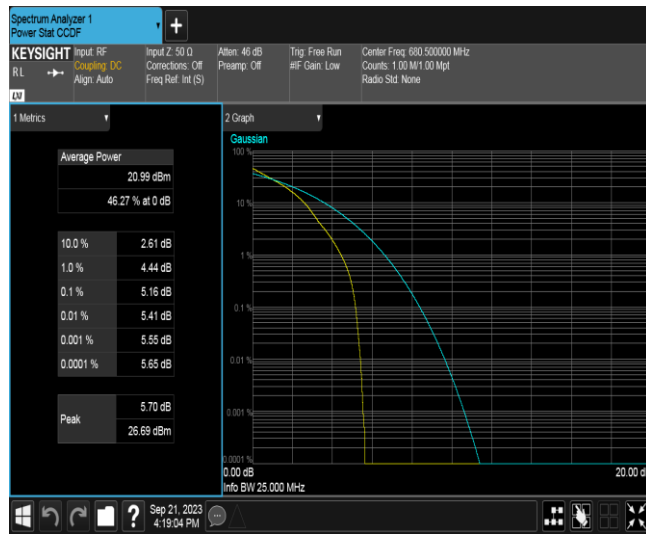 Spectrum Analyzer 1
Power Stat CCDF
+
KEYSIGHT
RL
LXI
Input: RF
Coupling: DC
Align: Auto
Input Z: 50 Ω
Corrections: Off
Freq Ref: Int (S)
Atten: 46 dB
Preamp: Off
Trig: Free Run
#IF Gain: Low
Center Freq: 680.500000 MHz
Counts: 1.00 M/1.00 Mpt
Radio Std: None
1 Metrics
Average Power
20.99 dBm
46.27 % at 0 dB
10.0 % 2.61 dB
1.0 % 4.44 dB
0.1 % 5.16 dB
0.01 % 5.41 dB
0.001 % 5.55 dB
0.0001 % 5.65 dB
Peak
5.70 dB
26.69 dBm
2 Graph
Gaussian
100 %
10 %
1 %
0.1 %
0.01 %
0.001 %
0.0001 %
0.00 dB
20.00 d
Info BW 25.000 MHz
?
Sep 21, 2023
4:19:04 PM